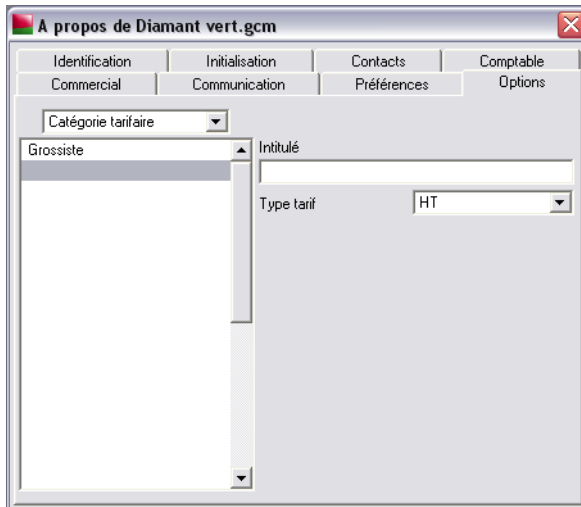 A propos de Diamant vert.gcm
Identification Initialisation Contacts Comptable
Commercial Communication Préférences Options
Catégorie tarifaire
Grossiste
Intitulé
Type tarif HT